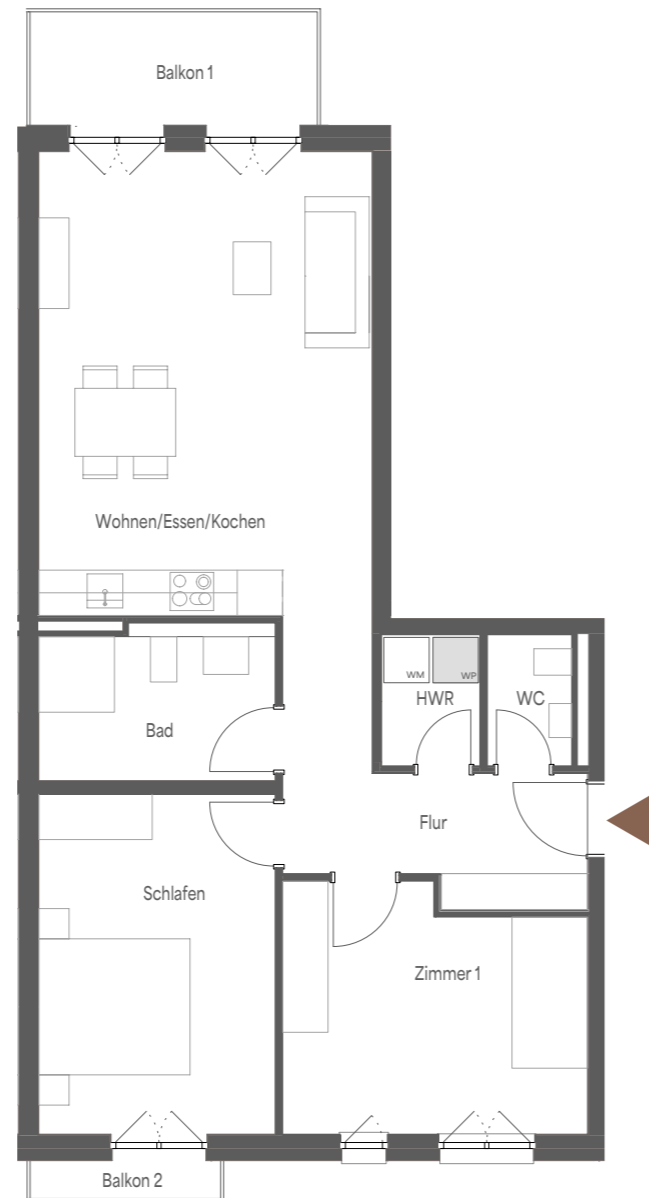 Balkon 1
Wohnen/Essen/Kochen
WM
WP
HWR
WC
Bad
Flur
Schlafen
Zimmer 1
Balkon 2